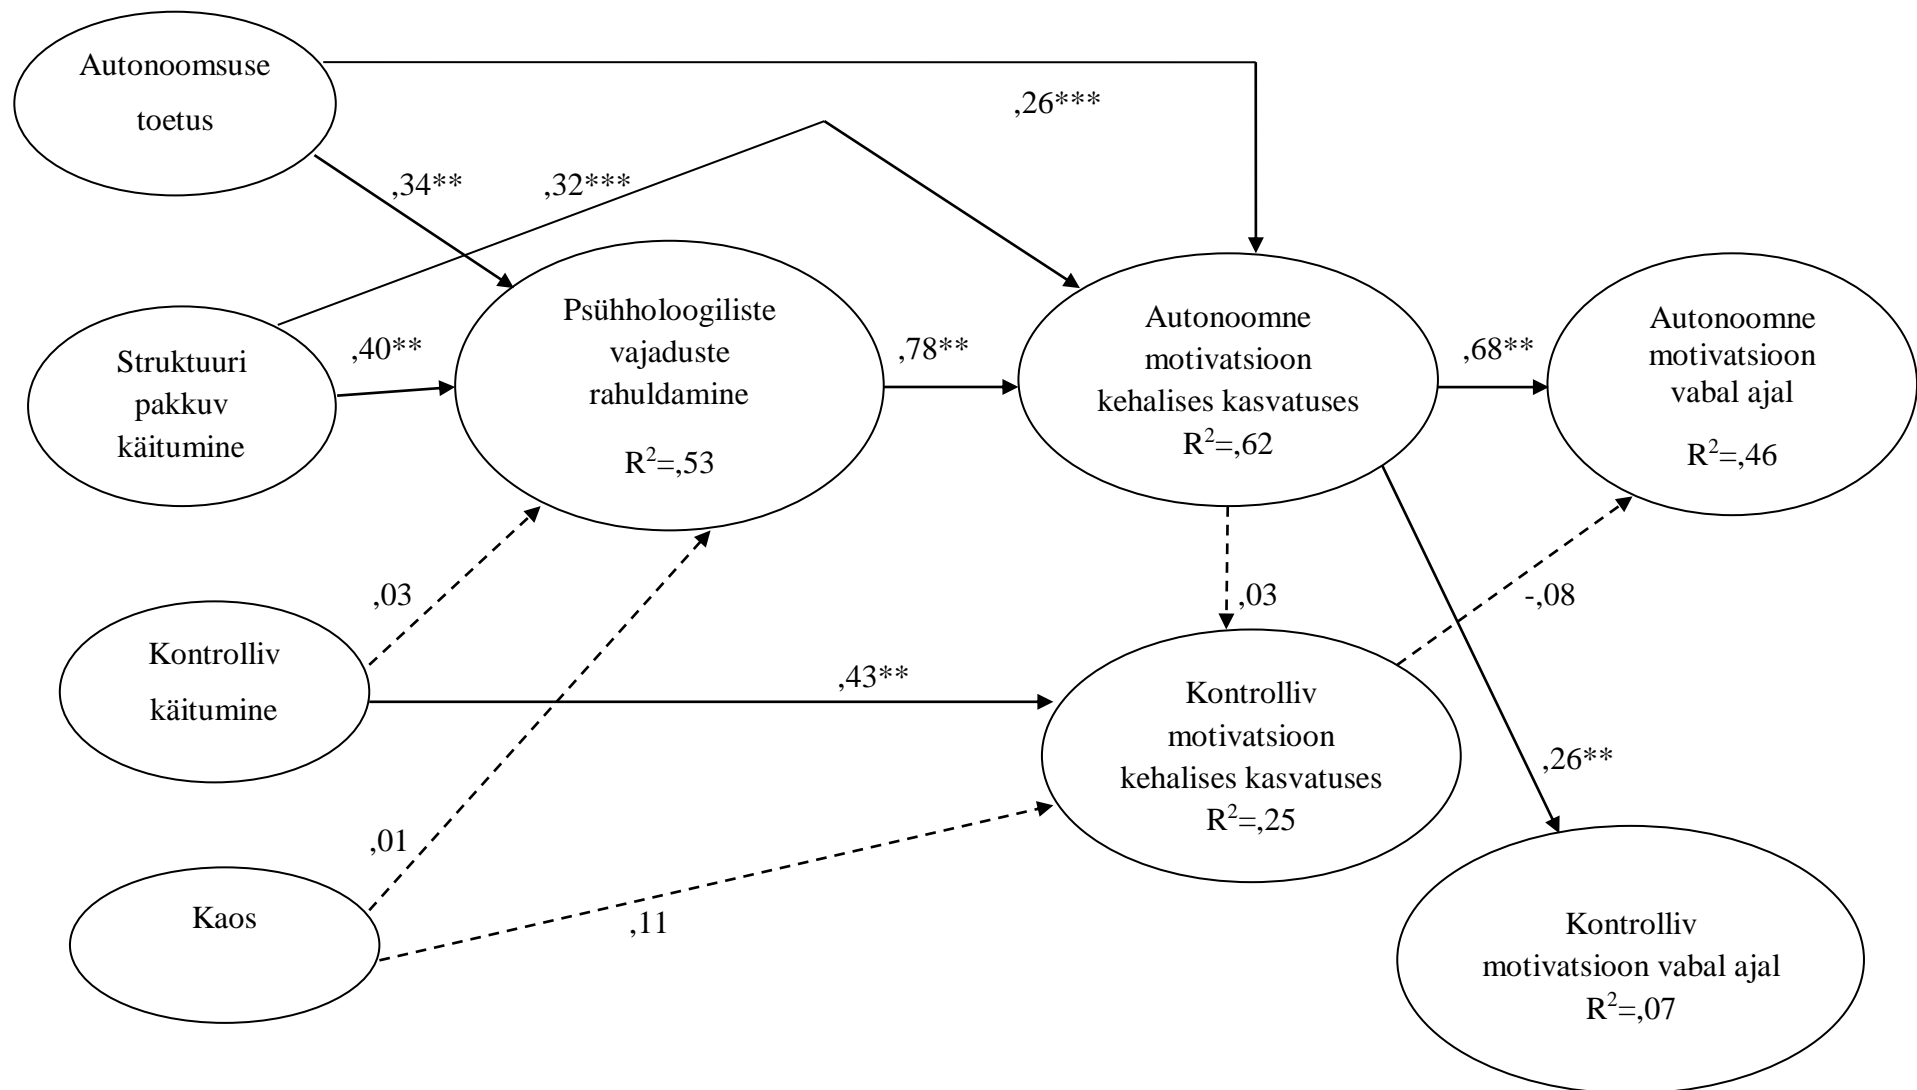 Autonoomsuse
toetus
,26***
,34**
,32***
Struktuuri
pakkuv
käitumine
,40**
Psühholoogiliste
vajaduste
rahuldamine
R²=,53
,78**
Autonoomne
motivatsioon
kehalises kasvatuses
R²=,62
,68**
Autonoomne
motivatsioon
vabal ajal
R²=,46
,03
,03
-,08
Kontrolliv
käitumine
,43**
Kontrolliv
motivatsioon
kehalises kasvatuses
R²=,25
,26**
,01
Kaos
,11
Kontrolliv
motivatsioon vabal ajal
R²=,07